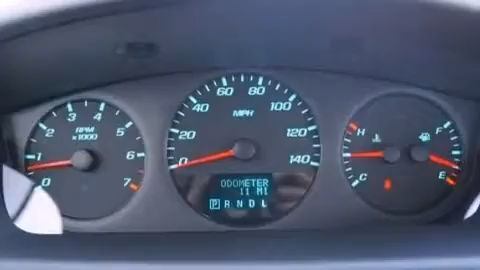 3 4
2 5
RPM
x1000
1 6
0 7
60 80
40 100
MPH
20 120
0 140
ODOMETER
11 MI
P R N D L
H F
C E